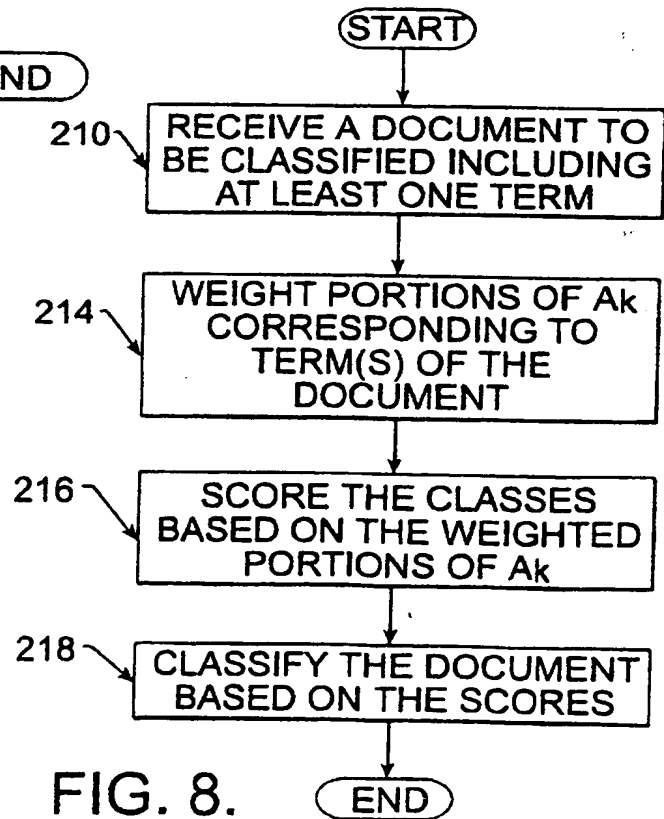 START
ND
210
RECEIVE A DOCUMENT TO
BE CLASSIFIED INCLUDING
AT LEAST ONE TERM
214
WEIGHT PORTIONS OF Ak
CORRESPONDING TO
TERM(S) OF THE
DOCUMENT
216
SCORE THE CLASSES
BASED ON THE WEIGHTED
PORTIONS OF Ak
218
CLASSIFY THE DOCUMENT
BASED ON THE SCORES
FIG. 8.
END